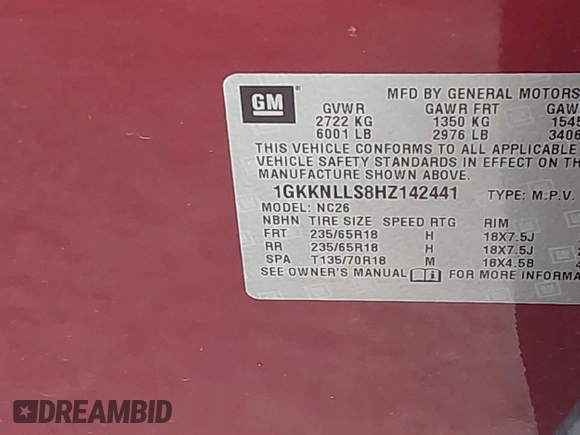 GM
MFD BY GENERAL MOTORS
GVWR GAWR FRT GAW
2722 KG 1350 KG 1545
6001 LB 2976 LB 3406
THIS VEHICLE CONFORMS TO ALL APPLICABLE
VEHICLE SAFETY STANDARDS IN EFFECT ON
MANUFACTURE SHOWN ABOVE.
1GKKNLLS8HZ142441 TYPE: M.P.V.
MODEL: NC26
NBHN TIRE SIZE SPEED RTG RIM
FRT 235/65R18 H 18X7.5J
RR 235/65R18 H 18X7.5J
SPA T135/70R18 M 18X4.5B
SEE OWNER'S MANUAL FOR MORE INFORMA
DREAMBID